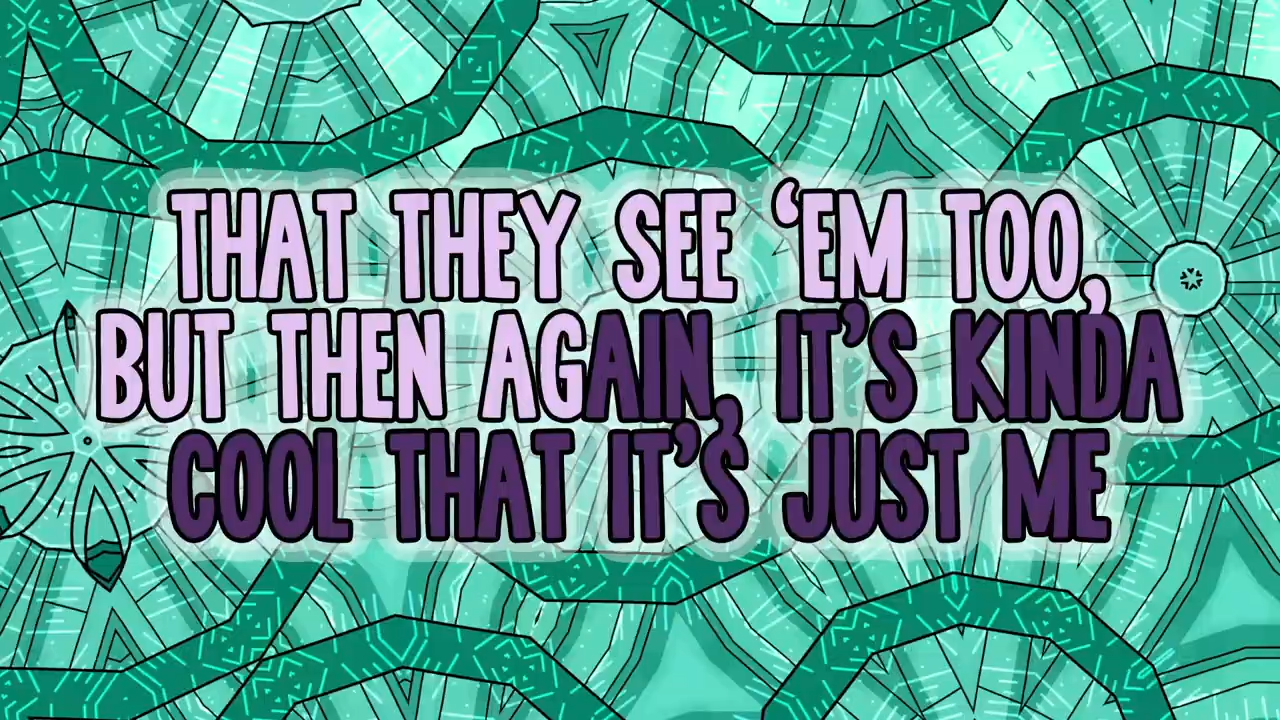 THAT THEY SEE ‘EM TOO,
BUT THEN AGAIN, IT’S KINDA
COOL THAT IT’S JUST ME